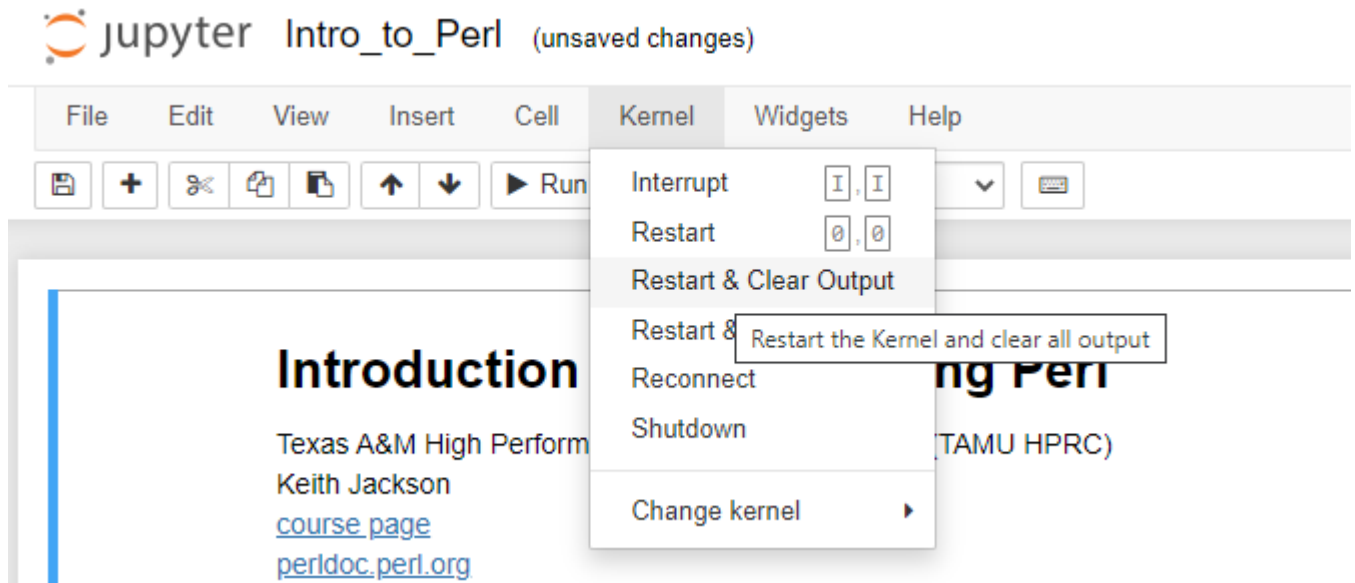 jupyter Intro_to_Perl (unsaved changes)
File Edit View Insert Cell Kernel Widgets Help
Run
Interrupt I,I
Restart 0,0
Restart & Clear Output
Restart &
Restart the Kernel and clear all output
Reconnect
Shutdown
Change kernel
Introduction ng Perl
Texas A&M High Perform (TAMU HPRC)
Keith Jackson
course page
perldoc.perl.org